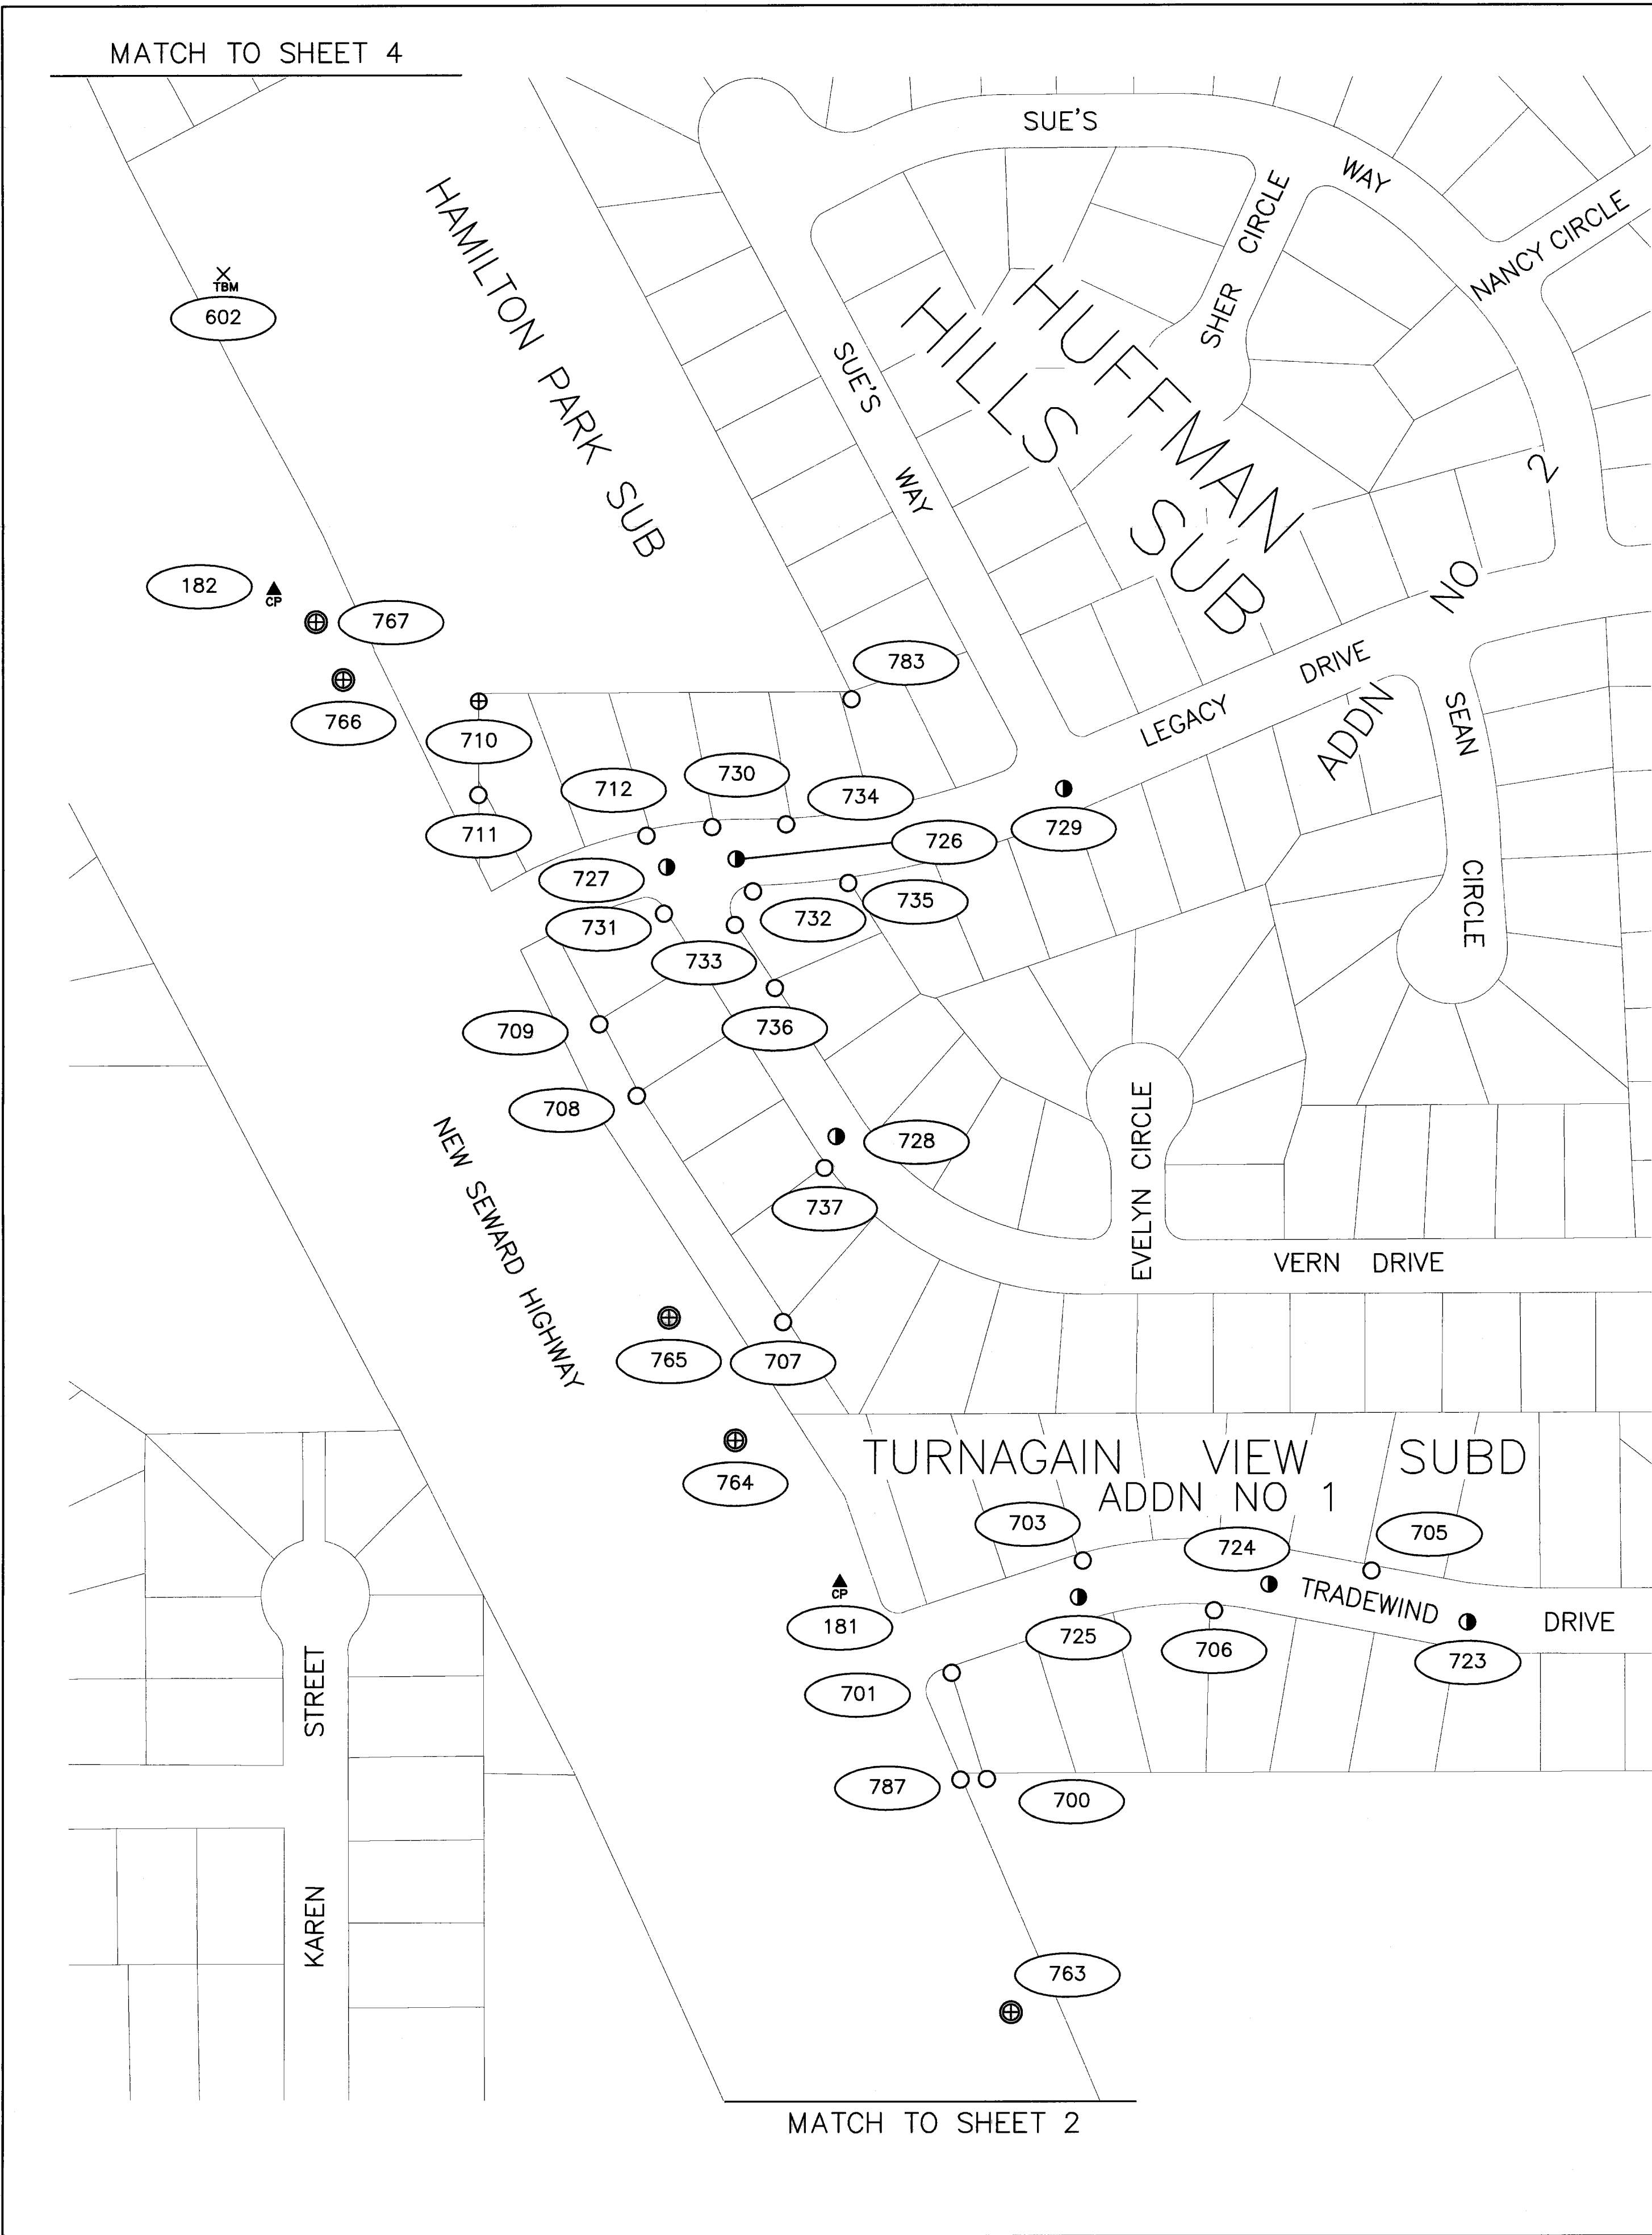 MATCH TO SHEET 4
SUE'S
WAY
NANCY CIRCLE
SHER CIRCLE
HAMILTON PARK SUB
TBM
602
SUE'S
WAY
HUFFMAN
HILLS
SUB
ADDN NO 2
182
CP
767
766
783
LEGACY DRIVE
SEAN
CIRCLE
710
730
712
734
729
711
726
727
735
732
731
733
709
736
708
728
737
NEW SEWARD HIGHWAY
EVELYN CIRCLE
VERN DRIVE
765
707
764
TURNAGAIN VIEW SUBD
ADDN NO 1
703
705
724
CP
181
TRADEWIND DRIVE
725
706
723
701
787
700
KAREN STREET
763
MATCH TO SHEET 2